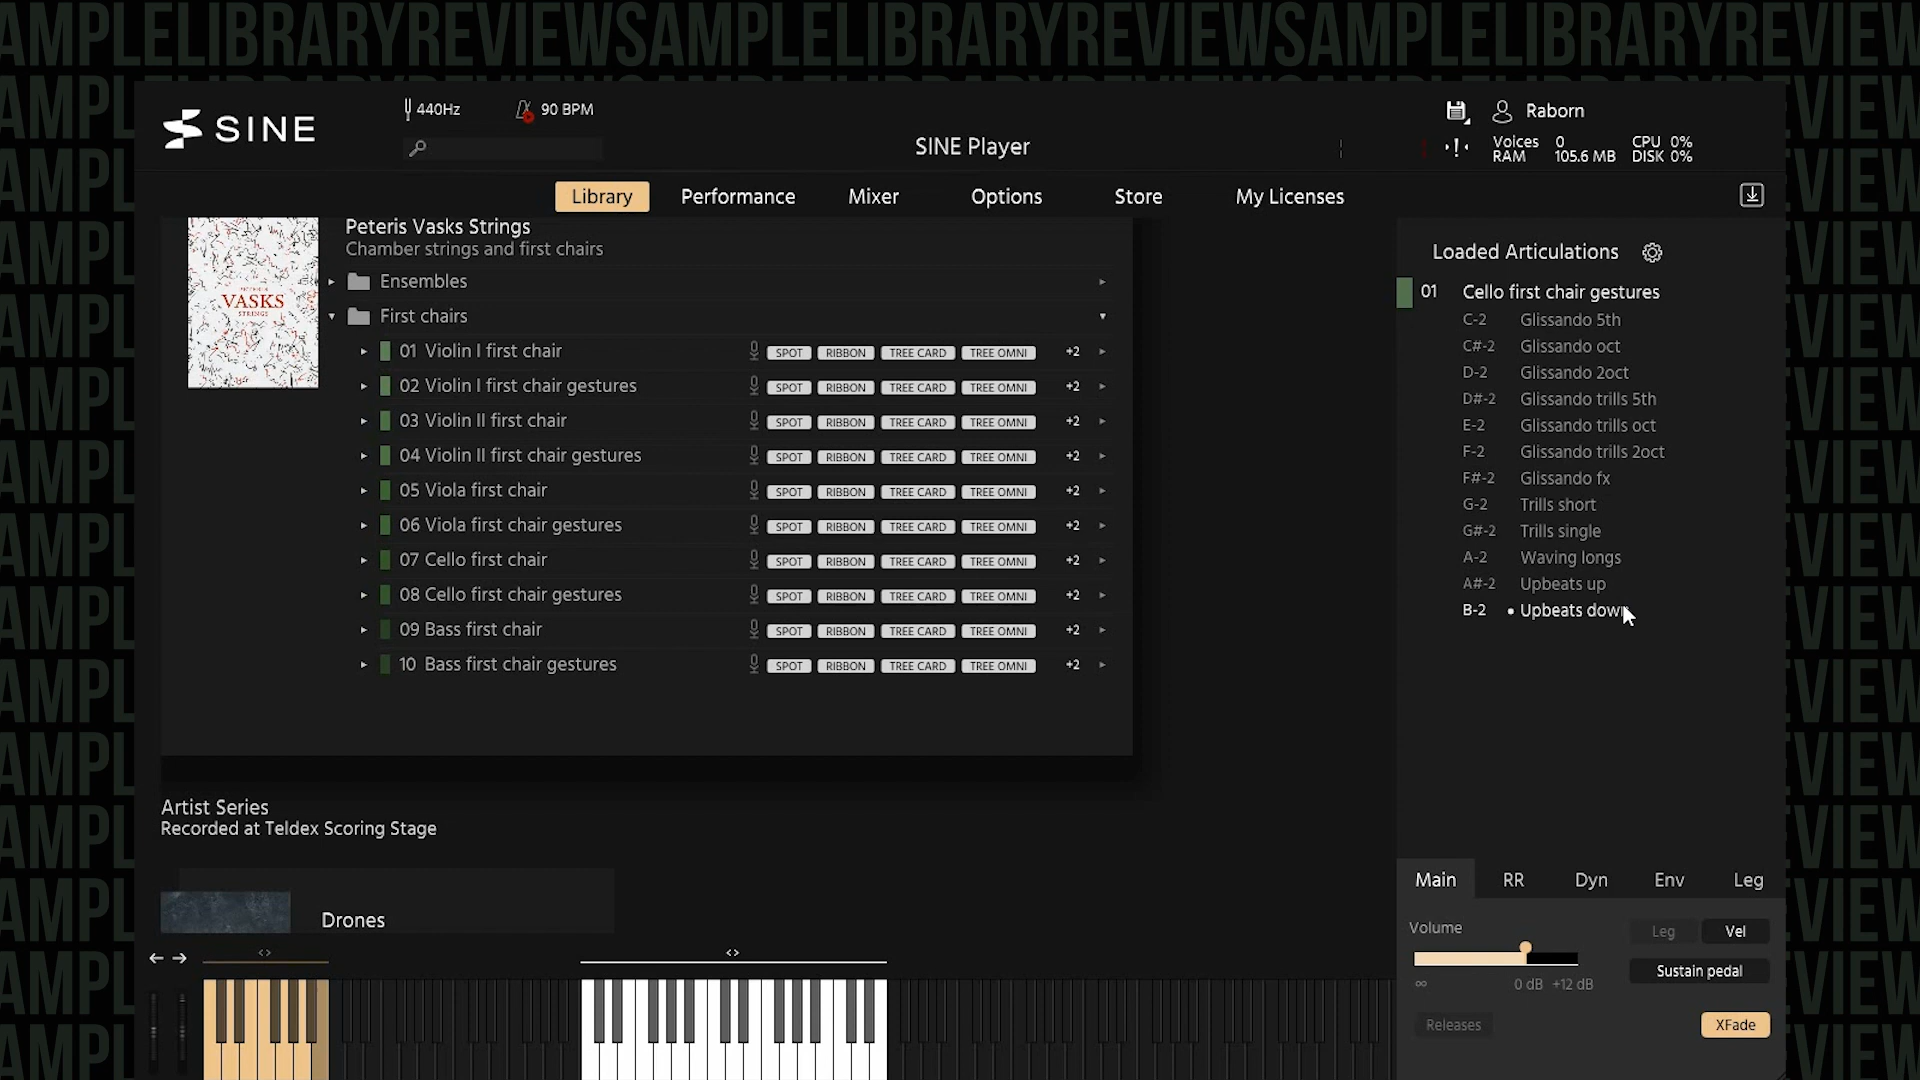 AMPLELIBRARYREVIEWSAMPLELIBRARYREVIEWSAMPLELIBRARYREVIEW
SINE
440Hz
90 BPM
SINE Player
Raborn
Voices 0 CPU 0%
RAM 105.6 MB DISK 0%
Library Performance Mixer Options Store My Licenses
Peteris Vasks Strings
Chamber strings and first chairs
VASKS
STRINGS
Ensembles
First chairs
01 Violin I first chair SPOT RIBBON TREE CARD TREE OMNI +2
02 Violin I first chair gestures SPOT RIBBON TREE CARD TREE OMNI +2
03 Violin II first chair SPOT RIBBON TREE CARD TREE OMNI +2
04 Violin II first chair gestures SPOT RIBBON TREE CARD TREE OMNI +2
05 Viola first chair SPOT RIBBON TREE CARD TREE OMNI +2
06 Viola first chair gestures SPOT RIBBON TREE CARD TREE OMNI +2
07 Cello first chair SPOT RIBBON TREE CARD TREE OMNI +2
08 Cello first chair gestures SPOT RIBBON TREE CARD TREE OMNI +2
09 Bass first chair SPOT RIBBON TREE CARD TREE OMNI +2
10 Bass first chair gestures SPOT RIBBON TREE CARD TREE OMNI +2
Artist Series
Recorded at Teldex Scoring Stage
Drones
Loaded Articulations
01 Cello first chair gestures
C-2 Glissando 5th
C#-2 Glissando oct
D-2 Glissando 2oct
D#-2 Glissando trills 5th
E-2 Glissando trills oct
F-2 Glissando trills 2oct
F#-2 Glissando fx
G-2 Trills short
G#-2 Trills single
A-2 Waving longs
A#-2 Upbeats up
B-2 • Upbeats down
Main RR Dyn Env Leg
Volume
Leg Vel
Sustain pedal
∞ 0 dB +12 dB
Releases XFade